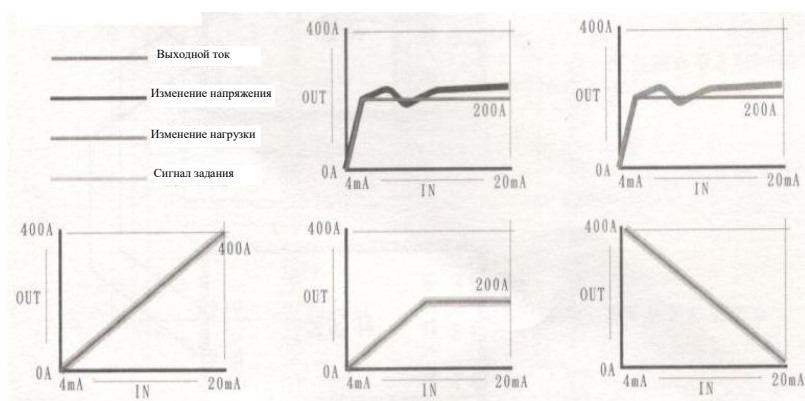 Выходной ток
Изменение напряжения
Изменение нагрузки
Сигнал задания
400A
OUT
200A
0A
4mA
IN
20mA
400A
OUT
200A
0A
4mA
IN
20mA
400A
400A
OUT
0A
4mA
IN
20mA
400A
200A
OUT
0A
4mA
IN
20mA
400A
OUT
0A
4mA
IN
20mA